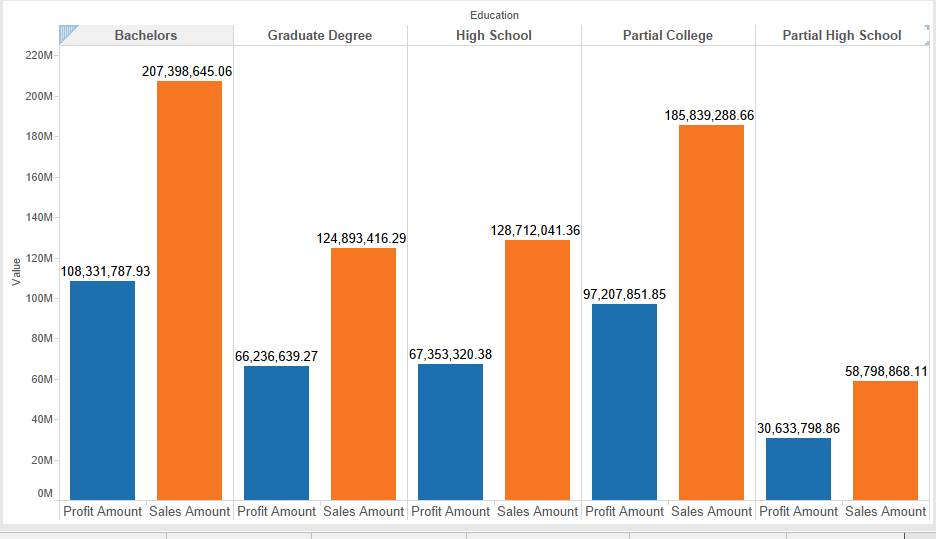 Education
Bachelors Graduate Degree High School Partial College Partial High School
220M
207,398,645.06
200M
185,839,288.66
180M
160M
140M
128,712,041.36
124,893,416.29
120M
Value
108,331,787.93
100M
97,207,851.85
80M
66,236,639.27
67,353,320.38
60M
58,798,868.11
40M
30,633,798.86
20M
0M
Profit Amount Sales Amount Profit Amount Sales Amount Profit Amount Sales Amount Profit Amount Sales Amount Profit Amount Sales Amount